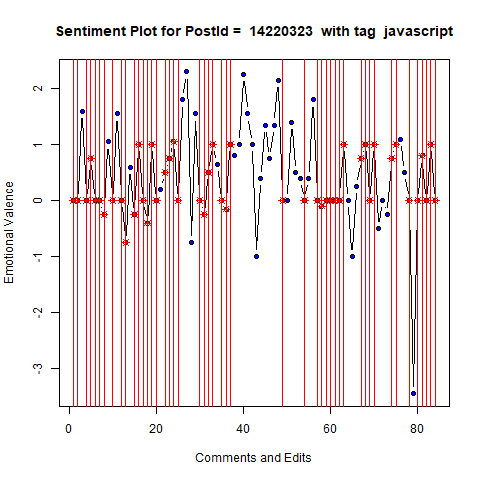 Sentiment Plot for PostId =  14220323  with tag  javascript
Emotional Valence
2
1
0
-1
-2
-3
0 20 40 60 80
Comments and Edits